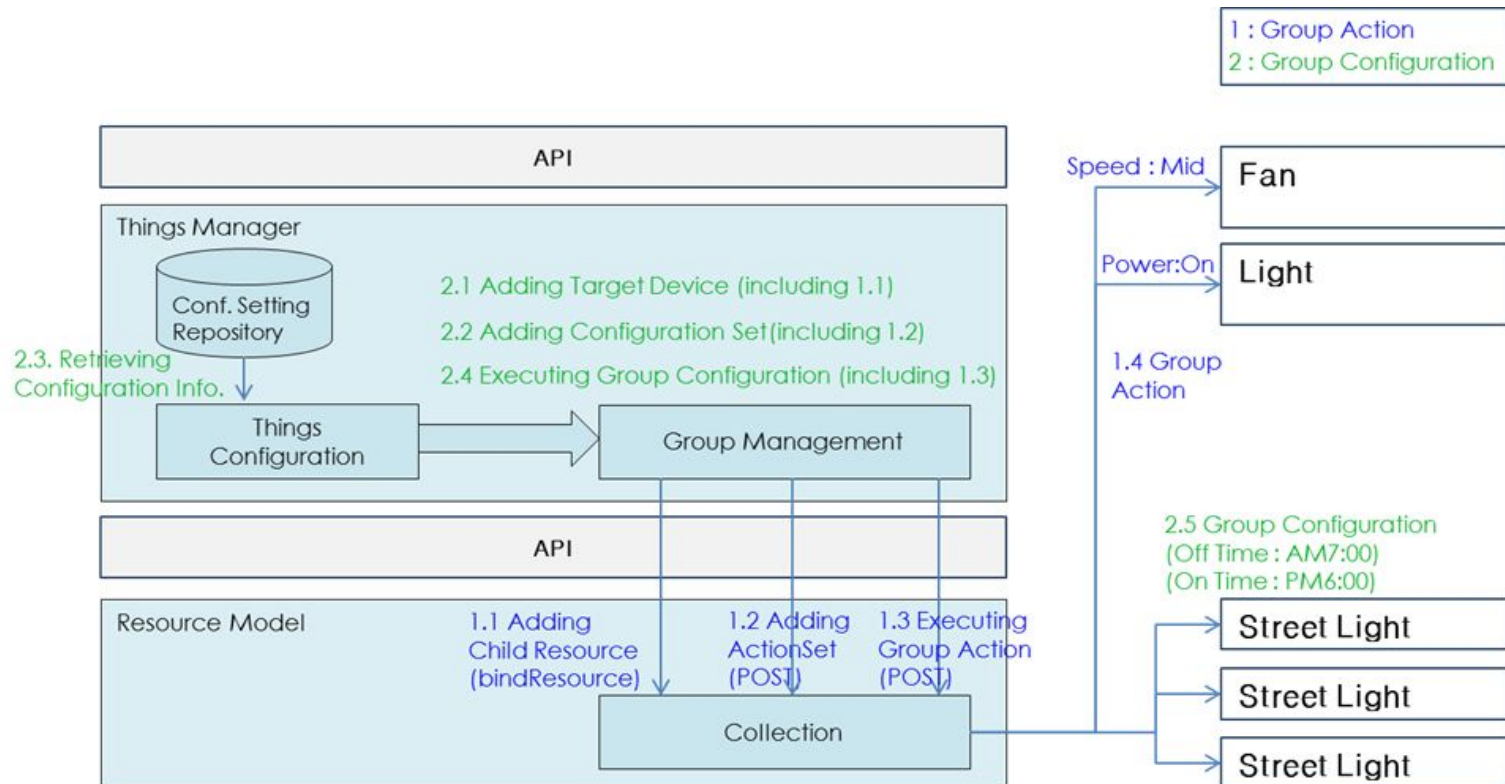 1 : Group Action
2 : Group Configuration
API
Speed : Mid
Fan
Things Manager
Power:On
Light
Conf. Setting
Repository
2.1 Adding Target Device (including 1.1)
2.2 Adding Configuration Set(including 1.2)
2.4 Executing Group Configuration (including 1.3)
2.3. Retrieving
Configuration Info.
1.4 Group
Action
Things
Configuration
Group Management
API
2.5 Group Configuration
(Off Time : AM7:00)
(On Time : PM6:00)
Resource Model
1.1 Adding
Child Resource
(bindResource)
1.2 Adding
ActionSet
(POST)
1.3 Executing
Group Action
(POST)
Collection
Street Light
Street Light
Street Light